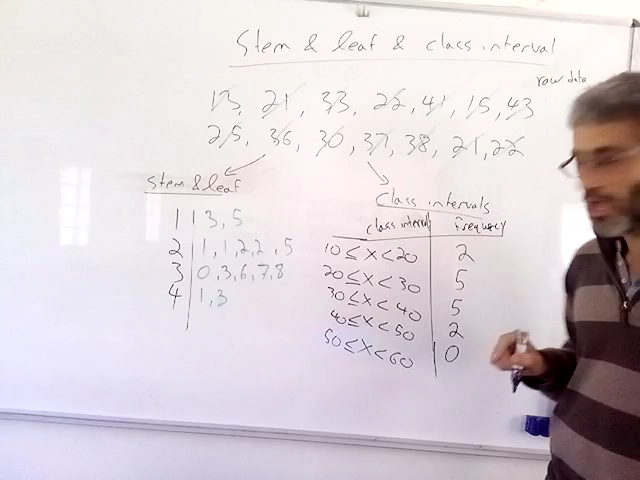 Stem & leaf & class interval
row data
13, 21, 33, 22, 41, 15, 43
25, 36, 30, 37, 38, 21, 22
Stem & leaf
1 | 3, 5
2 | 1, 1, 2, 2, 5
3 | 0, 3, 6, 7, 8
4 | 1, 3
Class intervals
class interval frequency
10 ≤ x < 20 2
20 ≤ x < 30 5
30 ≤ x < 40 5
40 ≤ x < 50 2
50 ≤ x < 60 0